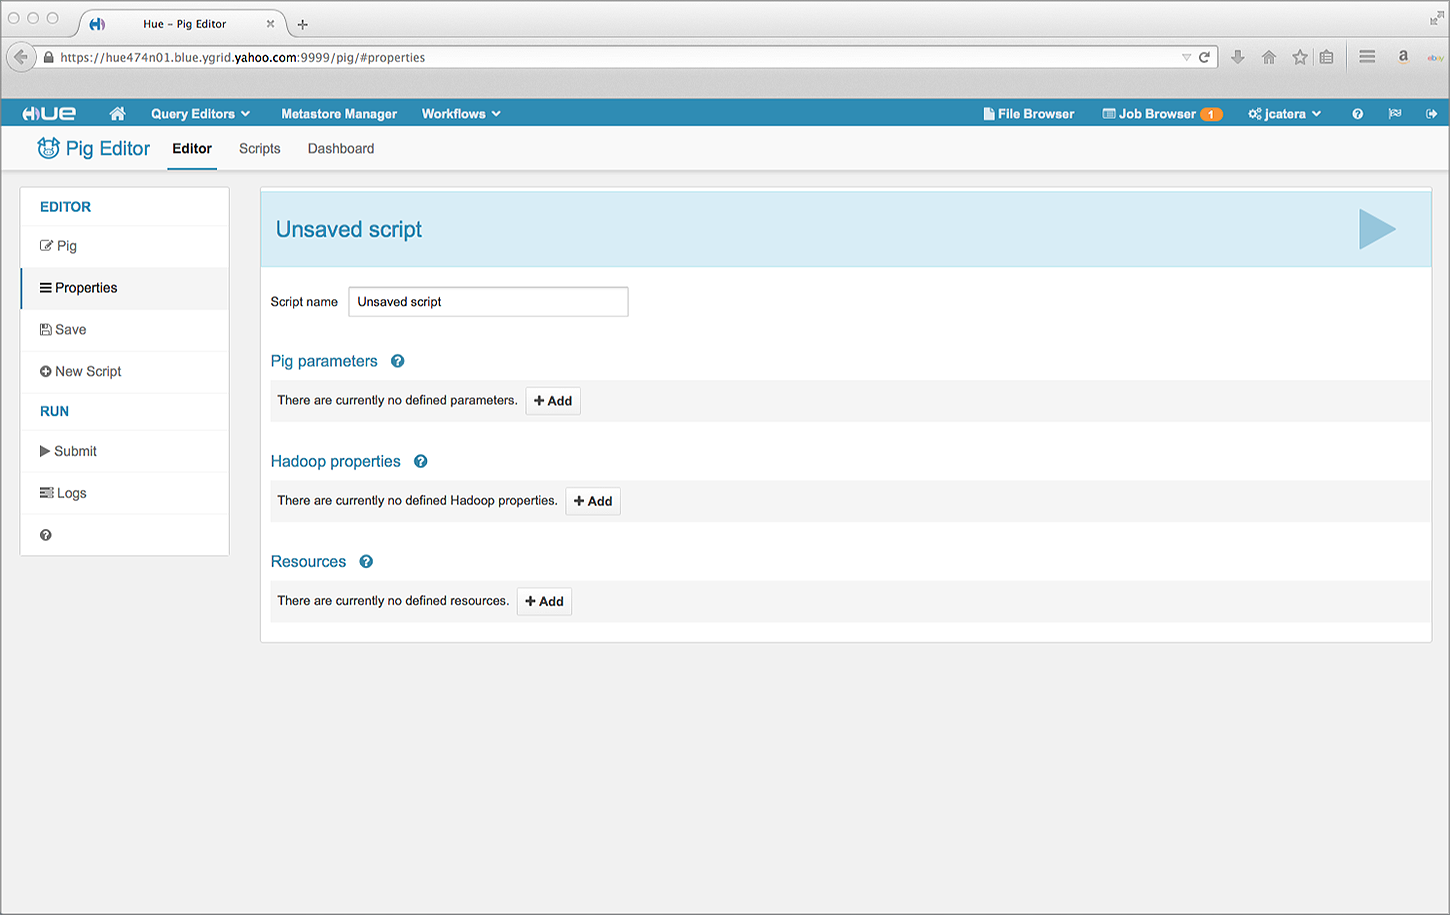 Hue – Pig Editor
https://hue474n01.blue.ygrid.yahoo.com:9999/pig/#properties
a
ebay
HUE Query Editors Metastore Manager Workflows File Browser Job Browser 1 jcatera
Pig Editor Editor Scripts Dashboard
EDITOR
Pig
Properties
Save
New Script
RUN
Submit
Logs
Unsaved script
Script name Unsaved script
Pig parameters
There are currently no defined parameters. + Add
Hadoop properties
There are currently no defined Hadoop properties. + Add
Resources
There are currently no defined resources. + Add